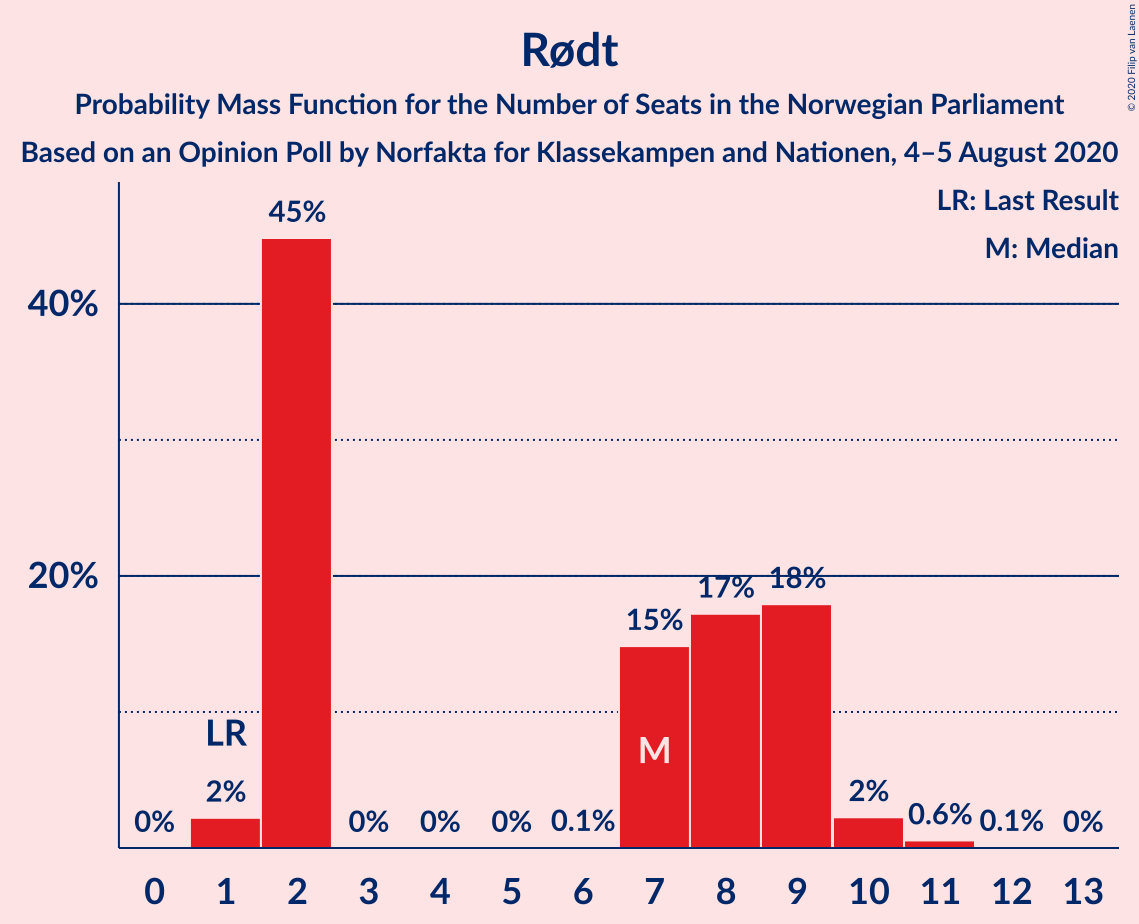 Rødt
Probability Mass Function for the Number of Seats in the Norwegian Parliament
Based on an Opinion Poll by Norfakta for Klassekampen and Nationen, 4–5 August 2020
© 2020 Filip van Laenen
LR: Last Result
M: Median
45%
40%
20%
18%
17%
15%
LR
M
2%
2%
0%
0%
0%
0%
0.1%
0.6%
0.1%
0%
0 1 2 3 4 5 6 7 8 9 10 11 12 13